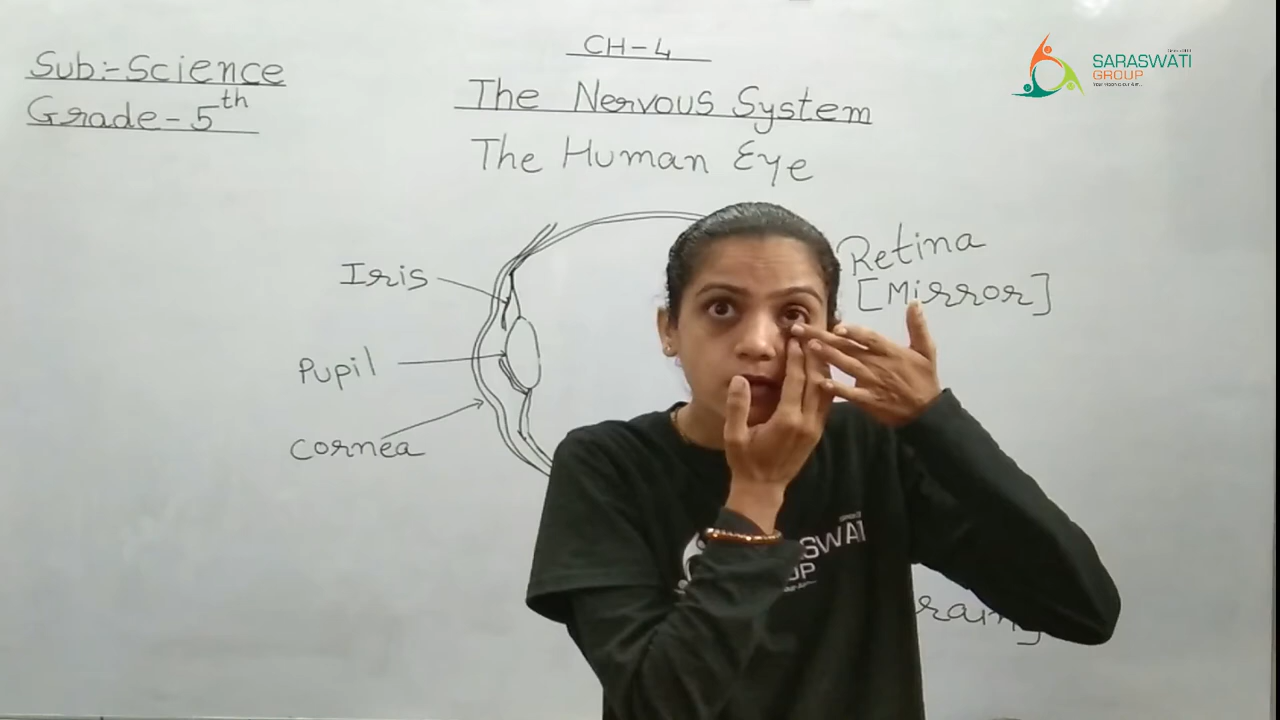 Sub:-Science
Grade-5th
CH-4
The Nervous System
The Human Eye
SARASWATI
GROUP
Iris
Pupil
Cornea
Retina
[Mirror]
SWATI